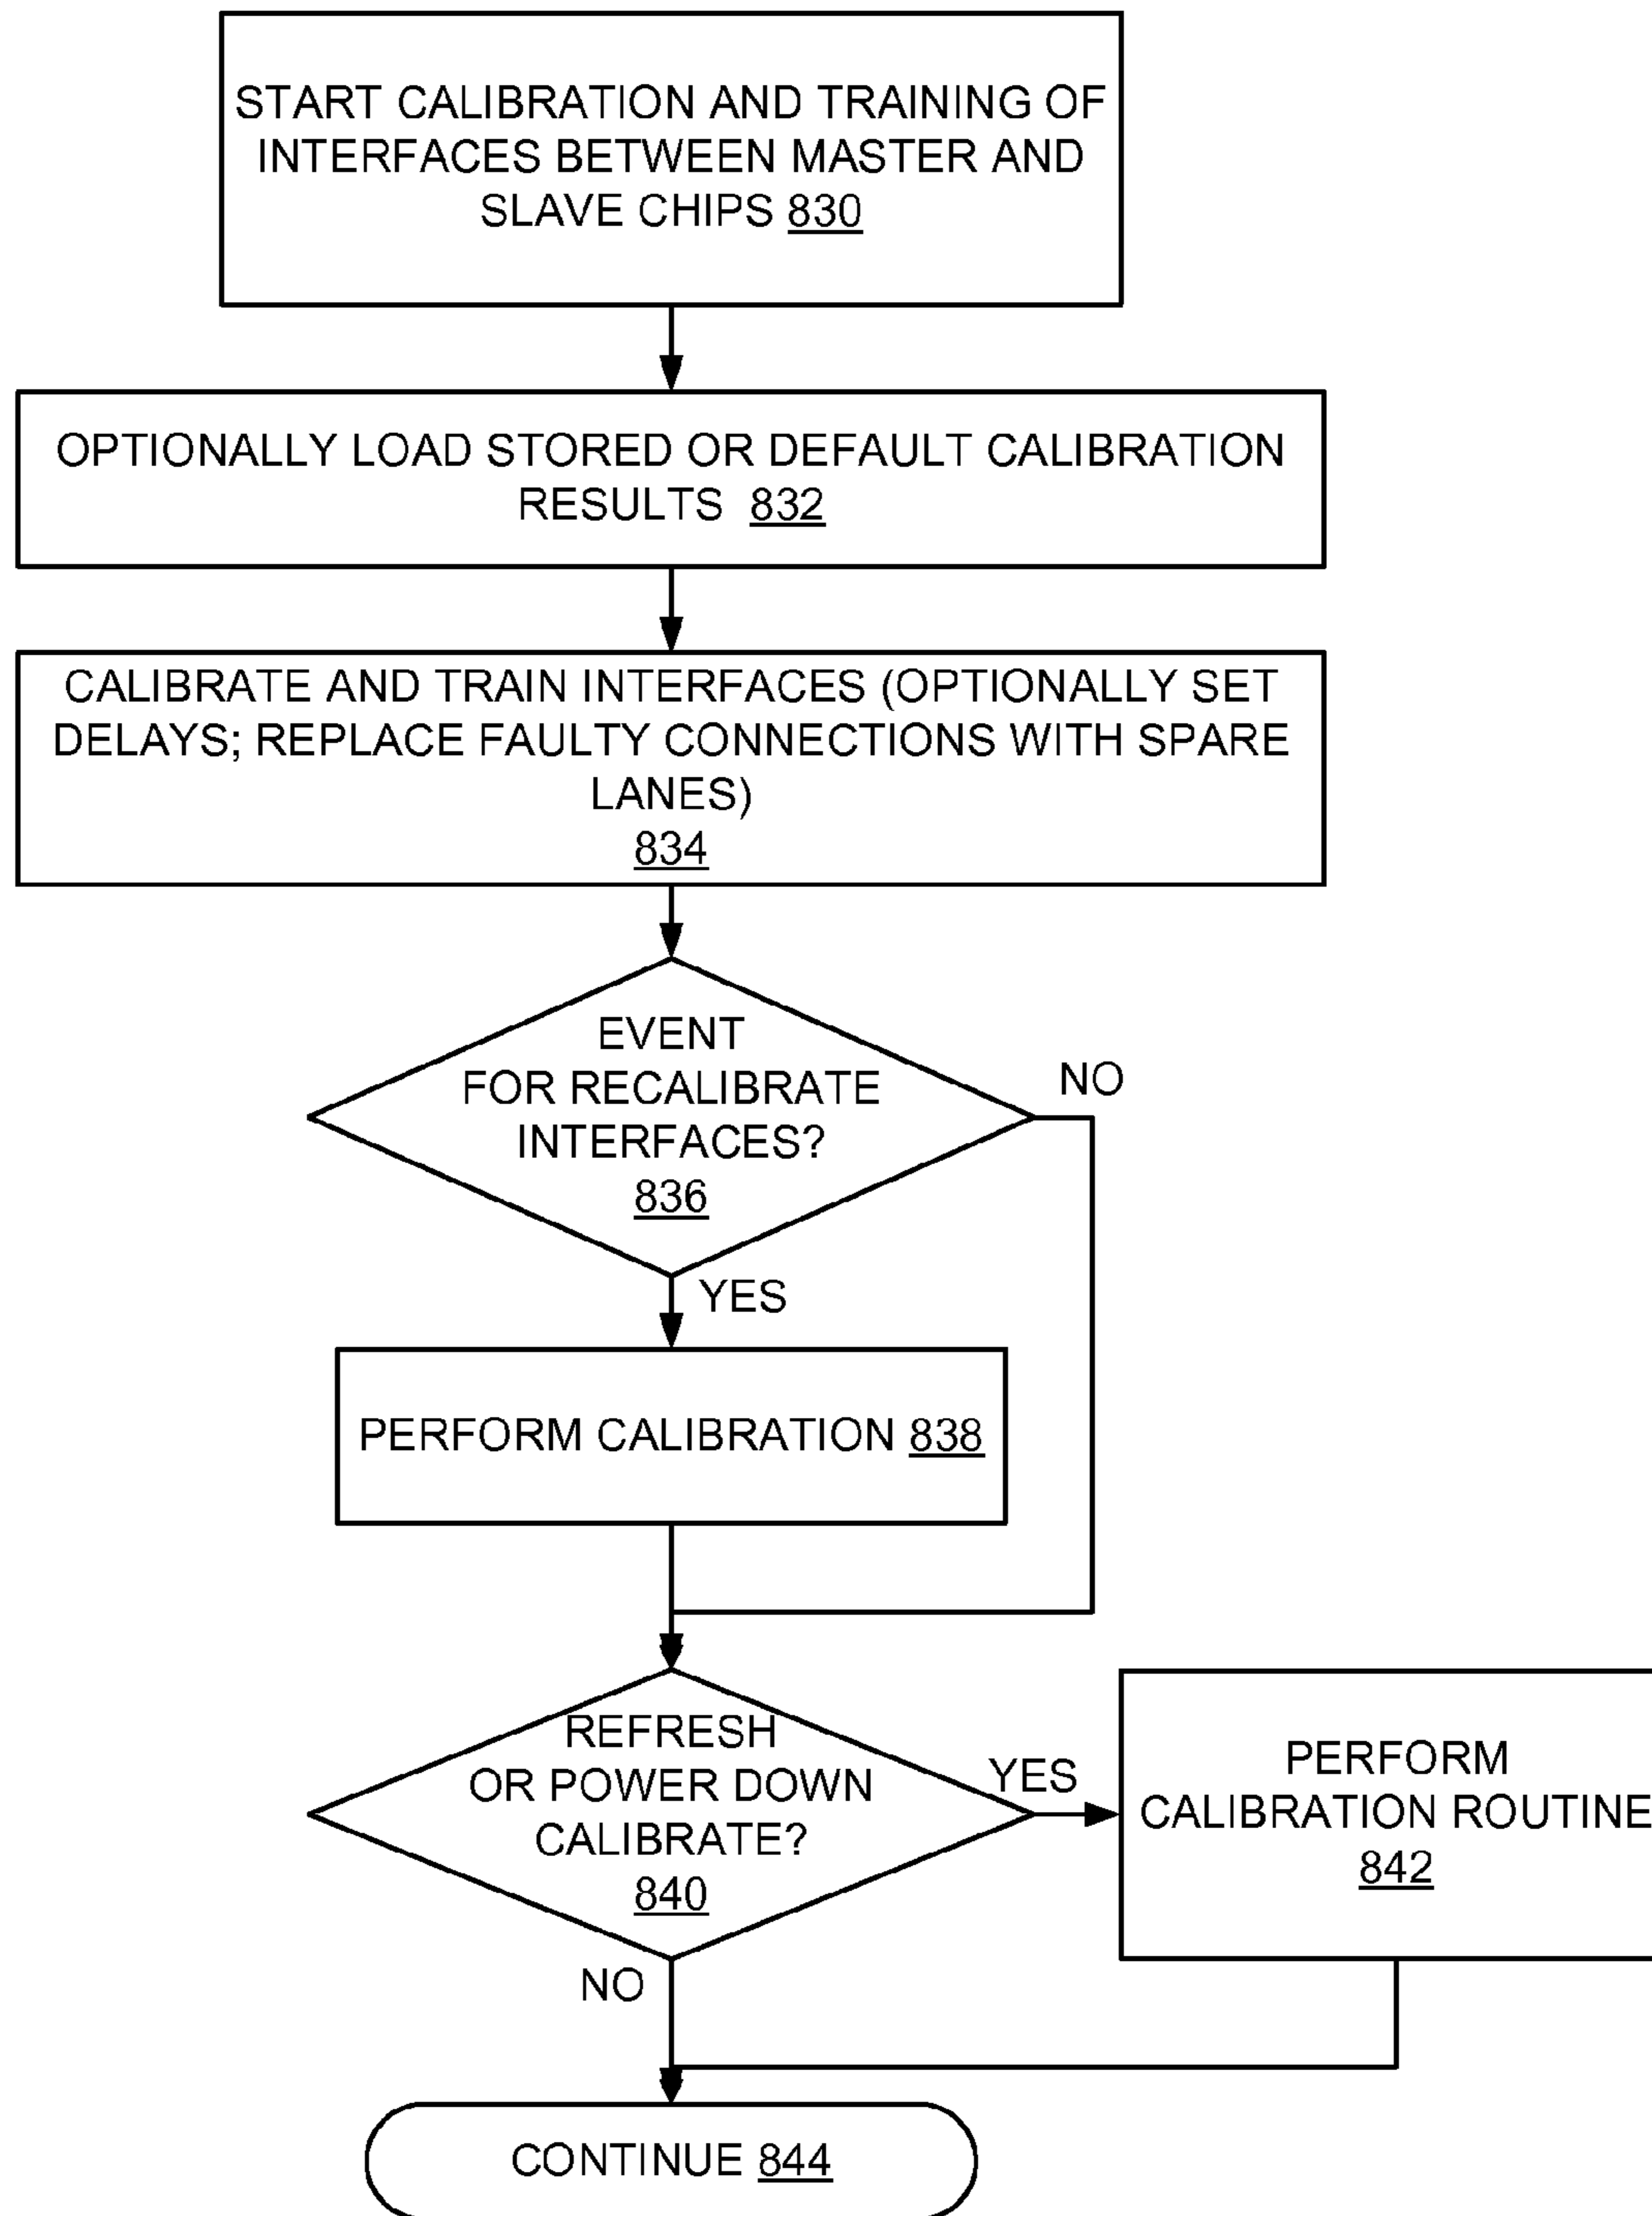 START CALIBRATION AND TRAINING OF
INTERFACES BETWEEN MASTER AND
SLAVE CHIPS 830
OPTIONALLY LOAD STORED OR DEFAULT CALIBRATION
RESULTS 832
CALIBRATE AND TRAIN INTERFACES (OPTIONALLY SET
DELAYS; REPLACE FAULTY CONNECTIONS WITH SPARE
LANES)
834
EVENT
FOR RECALIBRATE
INTERFACES?
836
NO
YES
PERFORM CALIBRATION 838
REFRESH
OR POWER DOWN
CALIBRATE?
840
YES
PERFORM
CALIBRATION ROUTINE
842
NO
CONTINUE 844